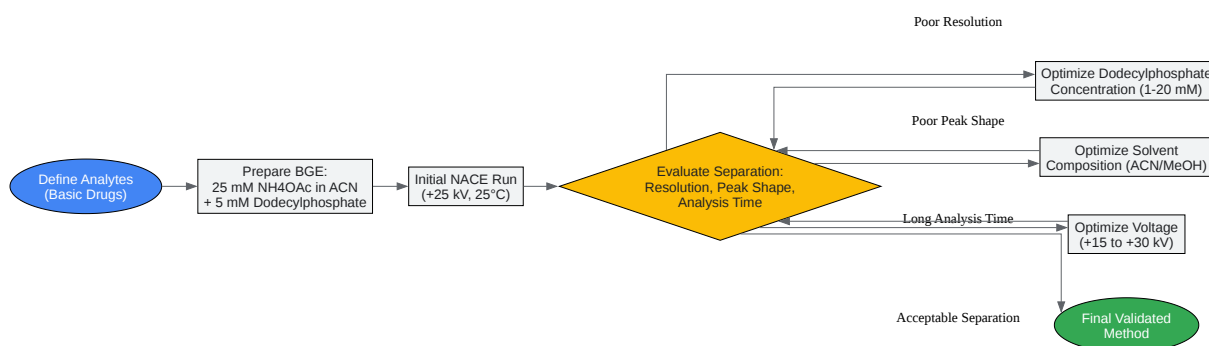 Define Analytes
(Basic Drugs)
Prepare BGE:
25 mM NH4OAc in ACN
+ 5 mM Dodecylphosphate
Initial NACE Run
(+25 kV, 25°C)
Evaluate Separation:
Resolution, Peak Shape,
Analysis Time
Poor Resolution
Optimize Dodecylphosphate
Concentration (1-20 mM)
Poor Peak Shape
Optimize Solvent
Composition (ACN/MeOH)
Long Analysis Time
Optimize Voltage
(+15 to +30 kV)
Acceptable Separation
Final Validated
Method